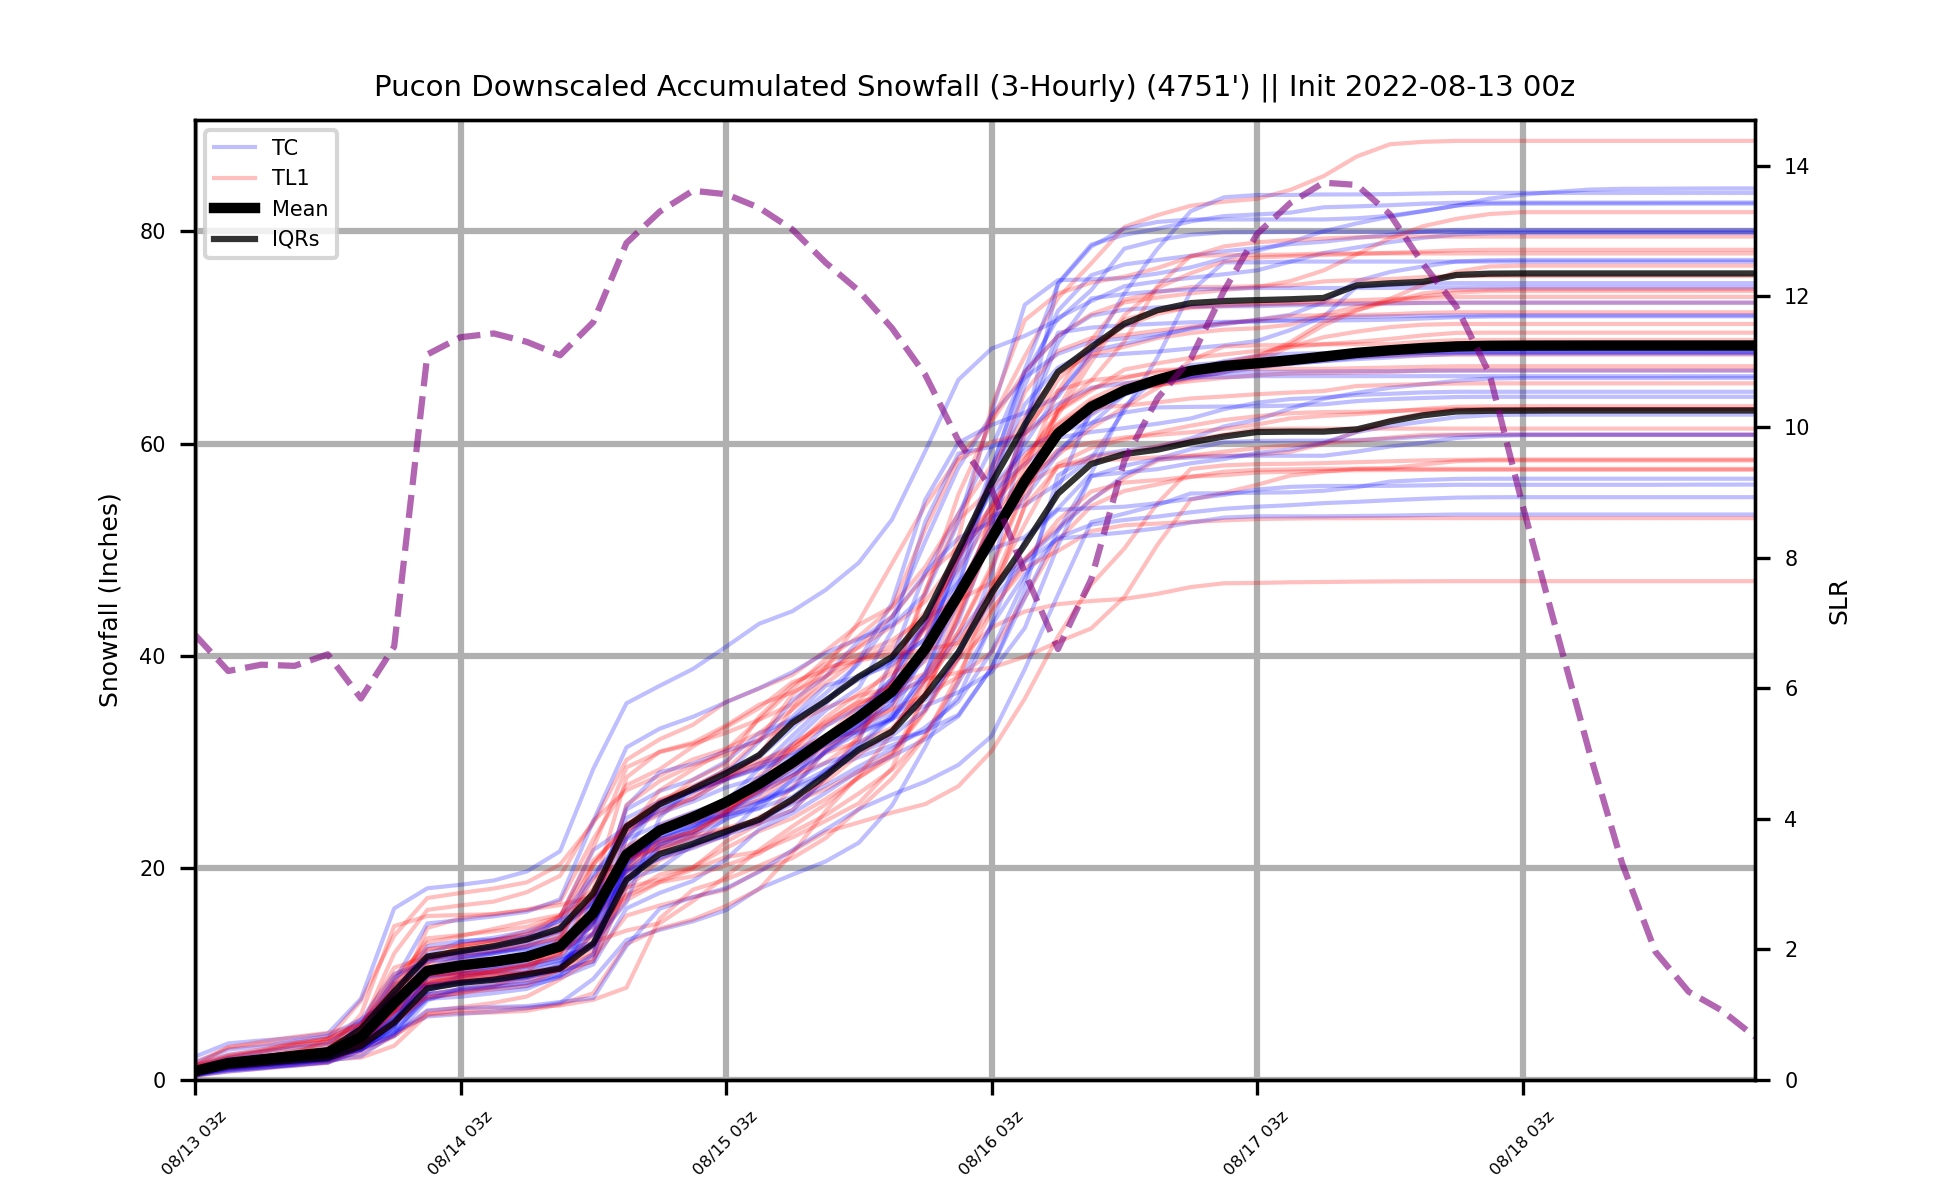 Pucon Downscaled Accumulated Snowfall (3-Hourly) (4751') || Init 2022-08-13 00z
TC
TL1
Mean
IQRs
Snowfall (Inches)
80
60
40
20
0
14
12
10
8
6
4
2
0
SLR
08/13 03z
08/14 03z
08/15 03z
08/16 03z
08/17 03z
08/18 03z